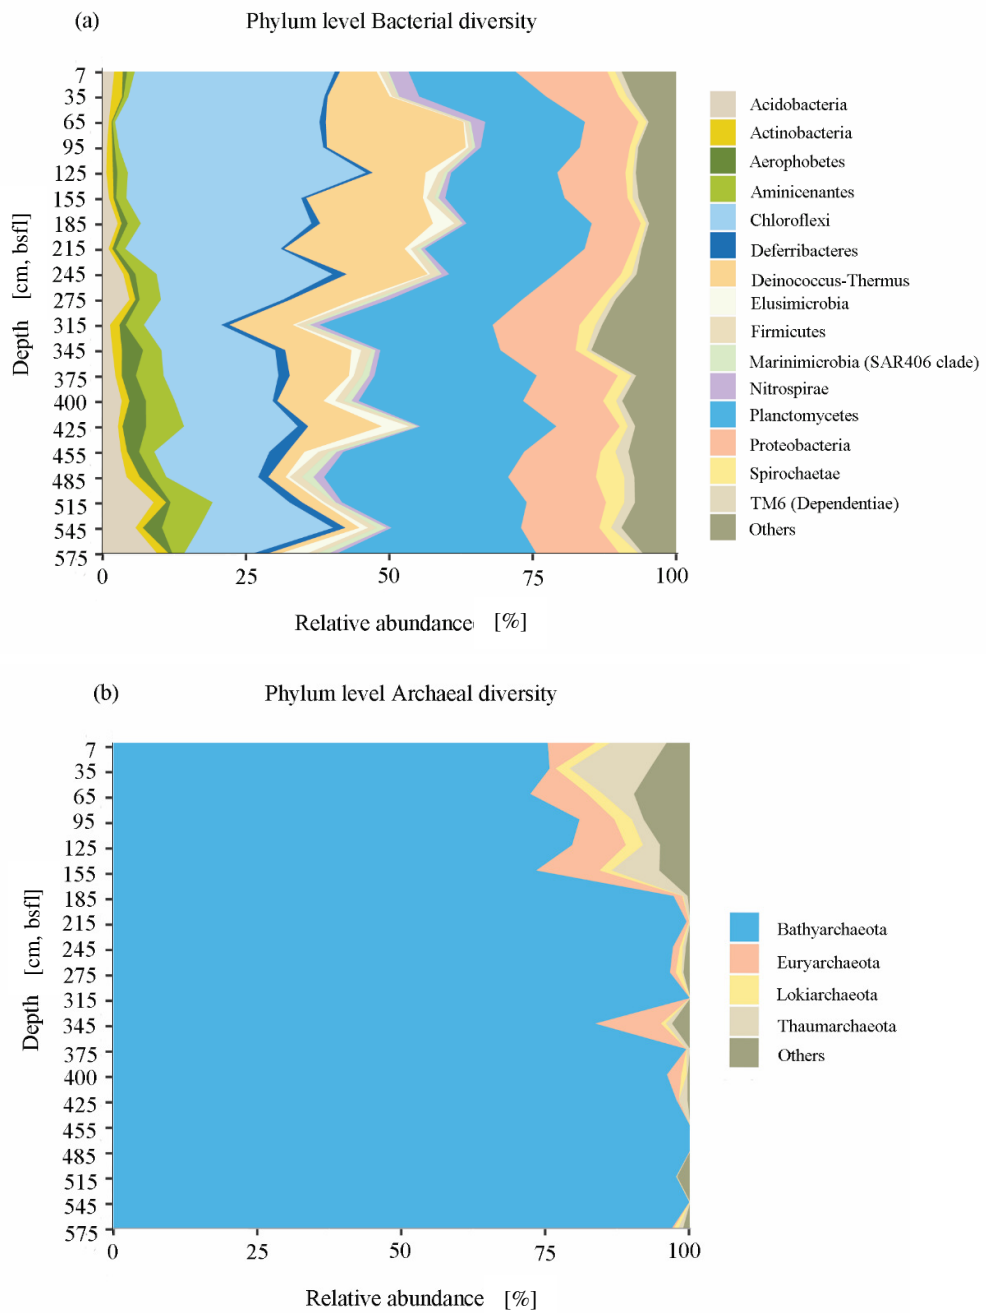 (a) Phylum level Bacterial diversity
Depth [cm, bsfl]
7
35
65
95
125
155
185
215
245
275
315
345
375
400
425
455
485
515
545
575
0 25 50 75 100
Relative abundance [%]
Acidobacteria
Actinobacteria
Aerophobetes
Aminicenantes
Chloroflexi
Deferribacteres
Deinococcus-Thermus
Elusimicrobia
Firmicutes
Marinimicrobia (SAR406 clade)
Nitrospirae
Planctomycetes
Proteobacteria
Spirochaetae
TM6 (Dependentiae)
Others
(b) Phylum level Archaeal diversity
Depth [cm, bsfl]
7
35
65
95
125
155
185
215
245
275
315
345
375
400
425
455
485
515
545
575
0 25 50 75 100
Relative abundance [%]
Bathyarchaeota
Euryarchaeota
Lokiarchaeota
Thaumarchaeota
Others